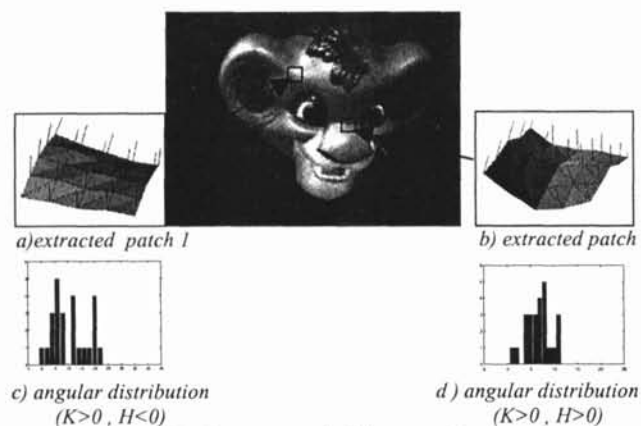 a)extracted patch 1
b) extracted patch
c) angular distribution
(K>0 , H<0)
d ) angular distribution
(K>0 , H>0)